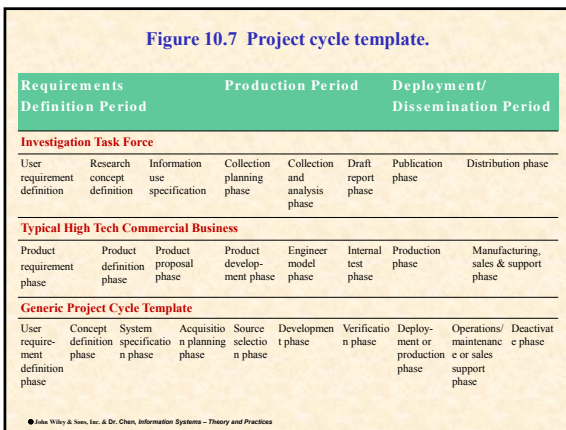 Figure 10.7 Project cycle template.
Requirements Definition Period
Production Period
Deployment/ Dissemination Period
Investigation Task Force
User requirement definition
Research concept definition
Information use specification
Collection planning phase
Collection and analysis phase
Draft report phase
Publication phase
Distribution phase
Typical High Tech Commercial Business
Product requirement phase
Product definition phase
Product proposal phase
Product develop- ment phase
Engineer model phase
Internal test phase
Production phase
Manufacturing, sales & support phase
Generic Project Cycle Template
User require- ment definition phase
Concept definition phase
System specificatio n phase
Acquisitio n planning phase
Source selectio n phase
Developmen t phase
Verificatio n phase
Deploy- ment or production phase
Operations/ maintenanc e or sales support phase
Deactivat e phase
John Wiley & Sons, Inc. & Dr. Chen, Information Systems – Theory and Practices